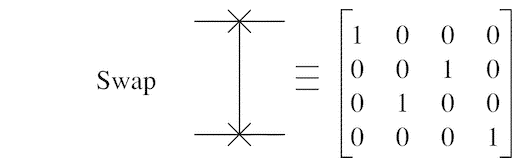 1 0 0 0
0 0 1 0
Swap ≡
0 1 0 0
0 0 0 1